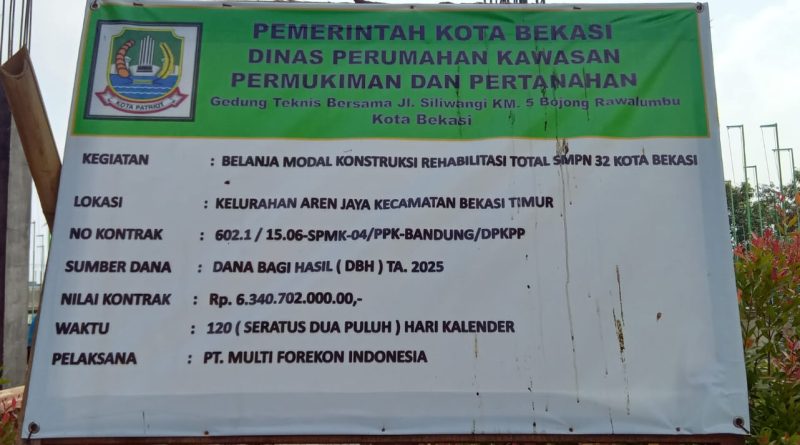 PEMERINTAH KOTA BEKASI
DINAS PERUMAHAN KAWASAN
PERMUKIMAN DAN PERTANAHAN
Gedung Teknis Bersama Jl. Siliwangi KM. 5 Bojong Rawalumbu
Kota Bekasi
KOTA PATRIOT
KEGIATAN : BELANJA MODAL KONSTRUKSI REHABILITASI TOTAL SMPN 32 KOTA BEKASI
LOKASI : KELURAHAN AREN JAYA KECAMATAN BEKASI TIMUR
NO KONTRAK : 602.1 / 15.06-SPMK-04/PPK-BANDUNG/DPKPP
SUMBER DANA : DANA BAGI HASIL ( DBH ) TA. 2025
NILAI KONTRAK : Rp. 6.340.702.000.00,-
WAKTU : 120 ( SERATUS DUA PULUH ) HARI KALENDER
PELAKSANA : PT. MULTI FOREKON INDONESIA